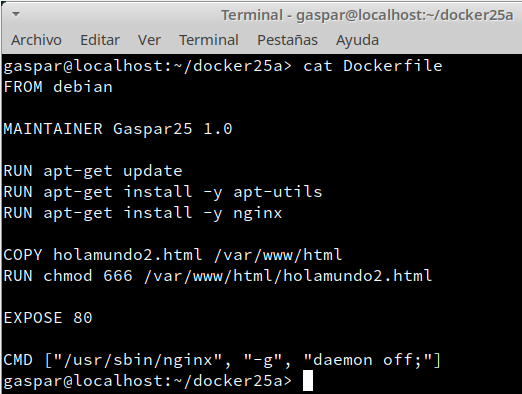 Terminal - gaspar@localhost:~/docker25a
Archivo Editar Ver Terminal Pestañas Ayuda
gaspar@localhost:~/docker25a> cat Dockerfile
FROM debian
MAINTAINER Gaspar25 1.0
RUN apt-get update
RUN apt-get install -y apt-utils
RUN apt-get install -y nginx
COPY holamundo2.html /var/www/html
RUN chmod 666 /var/www/html/holamundo2.html
EXPOSE 80
CMD ["/usr/sbin/nginx", "-g", "daemon off;"]
gaspar@localhost:~/docker25a>